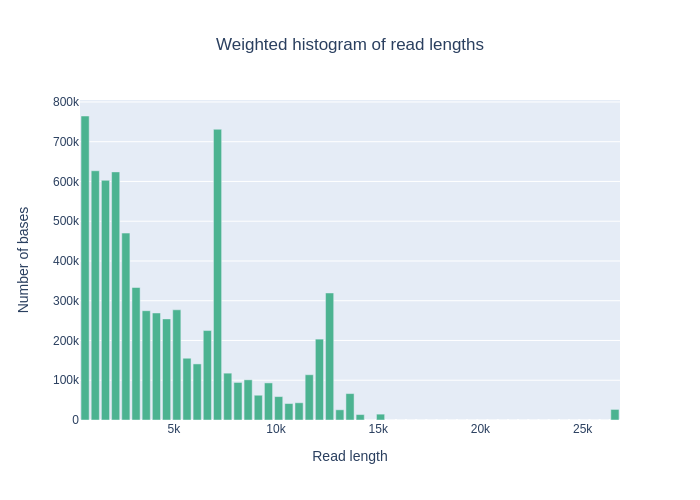 Weighted histogram of read lengths
800k
700k
600k
500k
400k
300k
200k
100k
0
Number of bases
5k
10k
15k
20k
25k
Read length